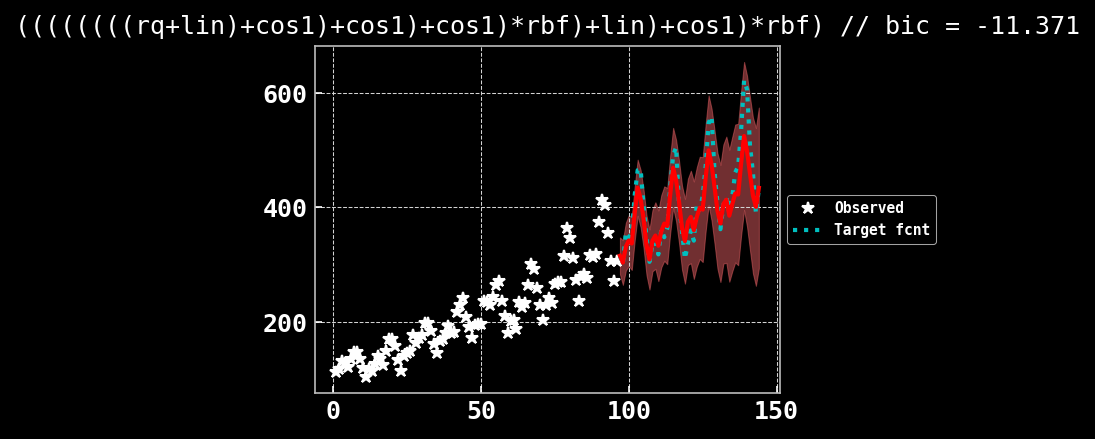 ((((((((rq+lin)+cos1)+cos1)+cos1)*rbf)+lin)+cos1)*rbf) // bic = -11.371
600
400
200
0
50
100
150
Observed
Target fcnt